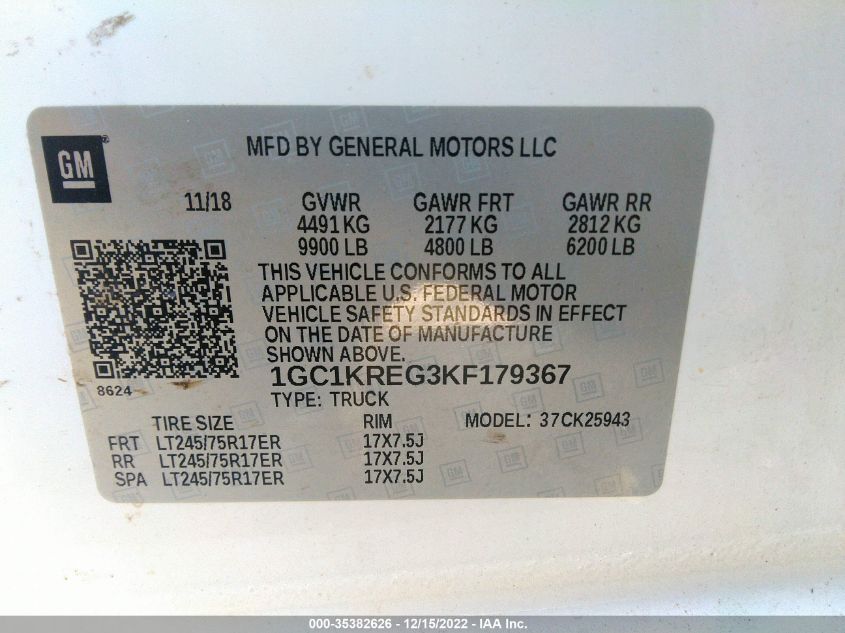 GM
MFD BY GENERAL MOTORS LLC
11/18 GVWR GAWR FRT GAWR RR
4491 KG 2177 KG 2812 KG
9900 LB 4800 LB 6200 LB
THIS VEHICLE CONFORMS TO ALL
APPLICABLE U.S. FEDERAL MOTOR
VEHICLE SAFETY STANDARDS IN EFFECT
ON THE DATE OF MANUFACTURE
SHOWN ABOVE.
8624
1GC1KREG3KF179367
TYPE: TRUCK
TIRE SIZE RIM MODEL: 37CK25943
FRT LT245/75R17ER 17X7.5J
RR LT245/75R17ER 17X7.5J
SPA LT245/75R17ER 17X7.5J
000-35382626 - 12/15/2022 - IAA Inc.